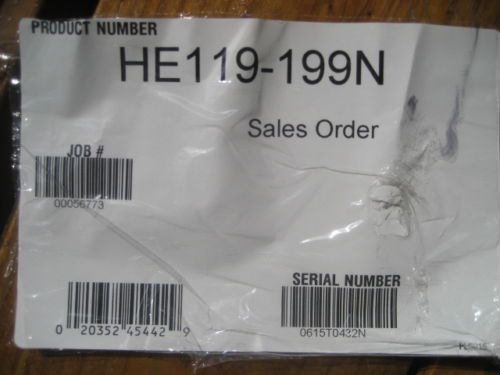 PRODUCT NUMBER
HE119-199N
Sales Order
JOB #
00056773
SERIAL NUMBER
0615T0432N
0 20352 45442 9